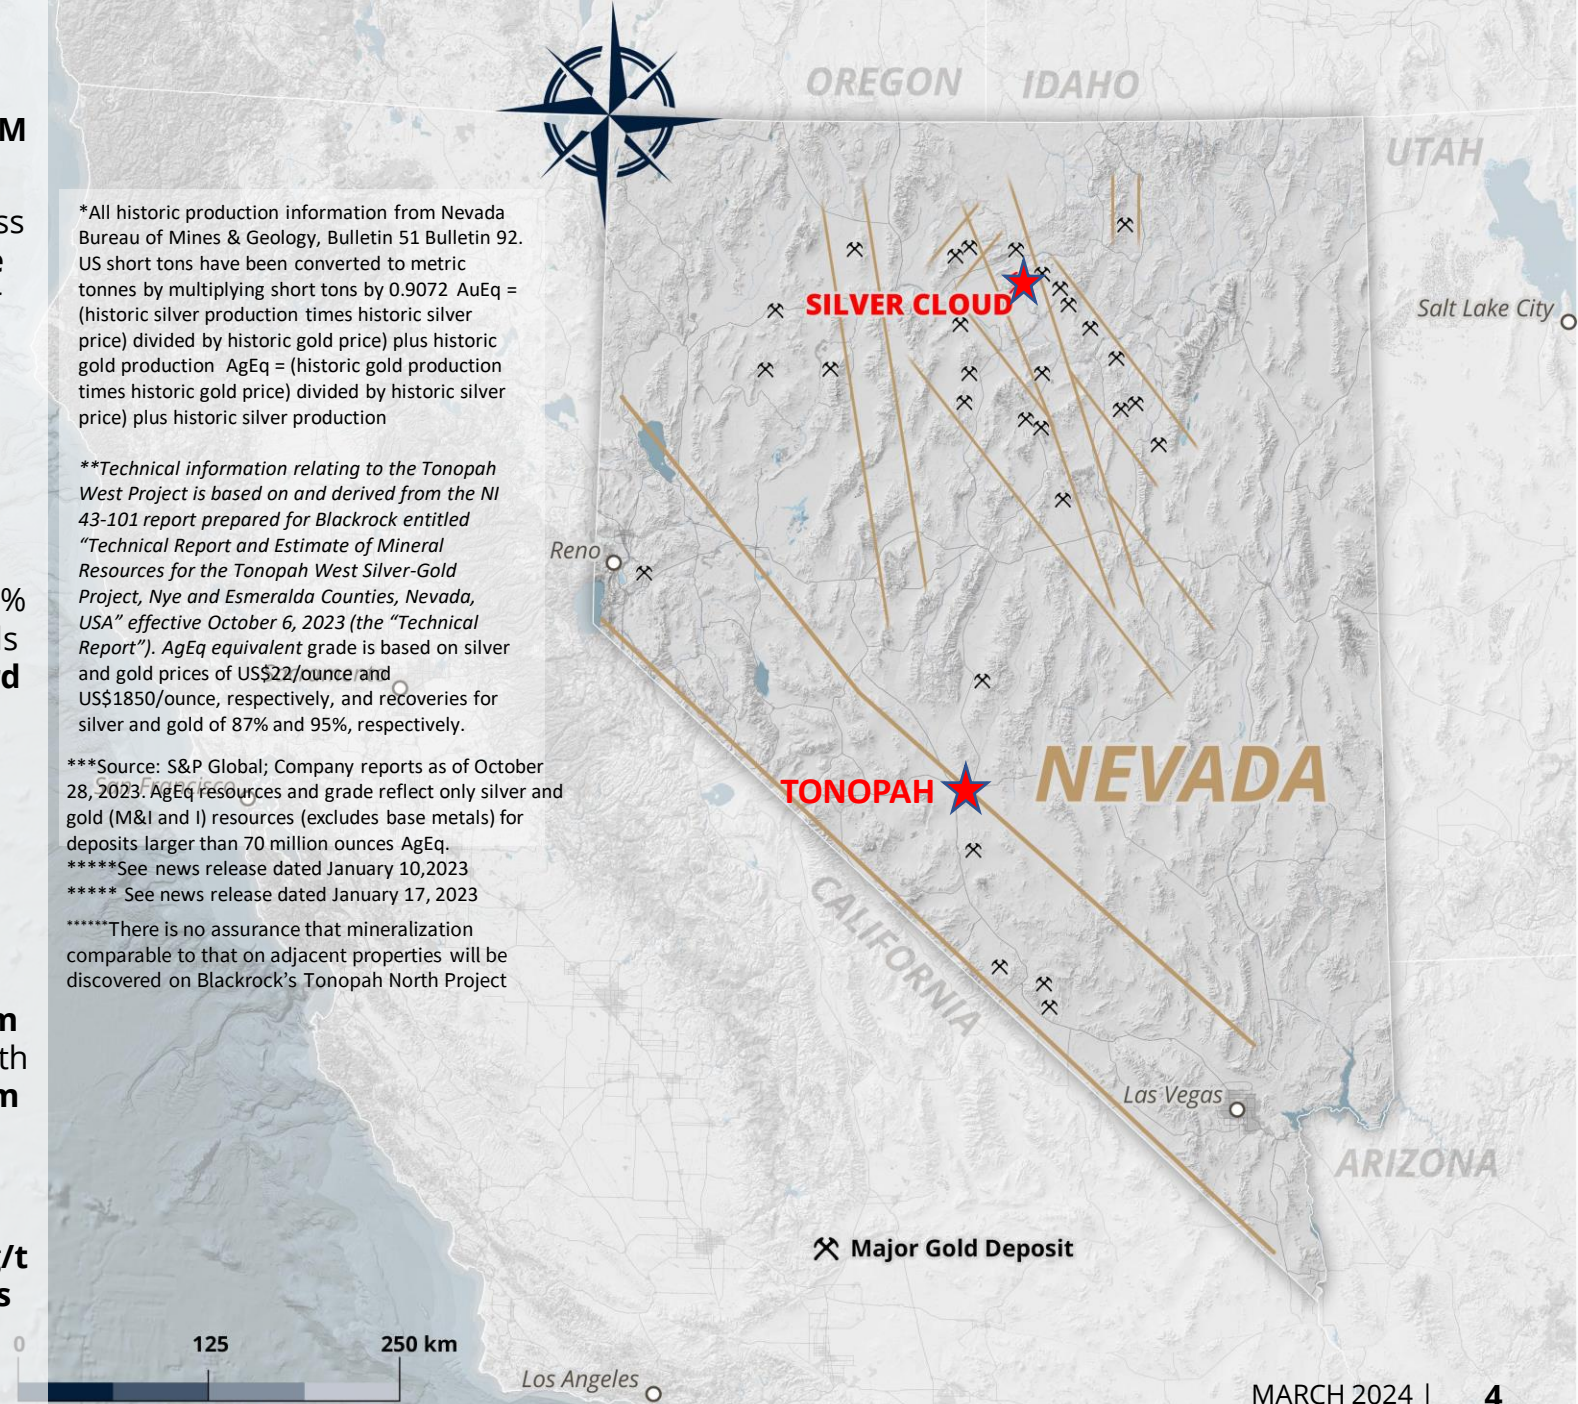 M
ss
e
%
ls
rd
m
th
m
g/t
s
*All historic production information from Nevada
Bureau of Mines & Geology, Bulletin 51 Bulletin 92.
US short tons have been converted to metric
tonnes by multiplying short tons by 0.9072 AuEq =
(historic silver production times historic silver
price) divided by historic gold price) plus historic
gold production AgEq = (historic gold production
times historic gold price) divided by historic silver
price) plus historic silver production
**Technical information relating to the Tonopah
West Project is based on and derived from the NI
43-101 report prepared for Blackrock entitled
“Technical Report and Estimate of Mineral
Resources for the Tonopah West Silver-Gold
Project, Nye and Esmeralda Counties, Nevada,
USA” effective October 6, 2023 (the “Technical
Report”). AgEq equivalent grade is based on silver
and gold prices of US$22/ounce and
US$1850/ounce, respectively, and recoveries for
silver and gold of 87% and 95%, respectively.
***Source: S&P Global; Company reports as of October
28, 2023. AgEq resources and grade reflect only silver and
gold (M&I and I) resources (excludes base metals) for
deposits larger than 70 million ounces AgEq.
*****See news release dated January 10,2023
***** See news release dated January 17, 2023
******There is no assurance that mineralization
comparable to that on adjacent properties will be
discovered on Blackrock’s Tonopah North Project
OREGON
IDAHO
UTAH
Salt Lake City
SILVER CLOUD
Reno
Sacramento
San Francisco
NEVADA
TONOPAH
CALIFORNIA
Las Vegas
ARIZONA
Major Gold Deposit
0
125
250 km
Los Angeles
MARCH 2024 |
4